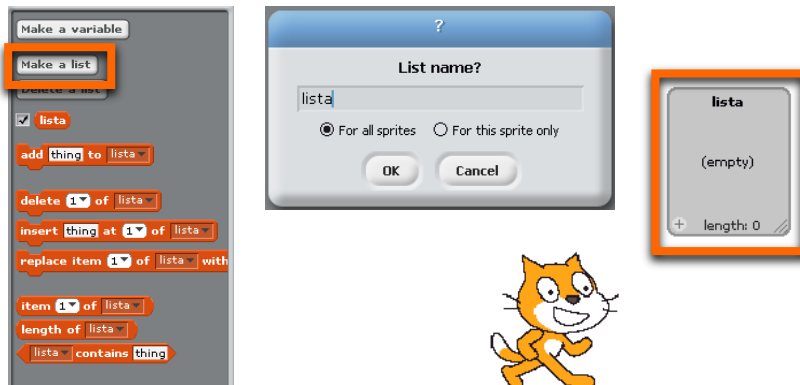 Make a variable
Make a list
Delete a list
lista
add thing to lista
delete 1 of lista
insert thing at 1 of lista
replace item 1 of lista with
item 1 of lista
length of lista
lista contains thing
?
List name?
lista
For all sprites For this sprite only
OK Cancel
lista
(empty)
+ length: 0